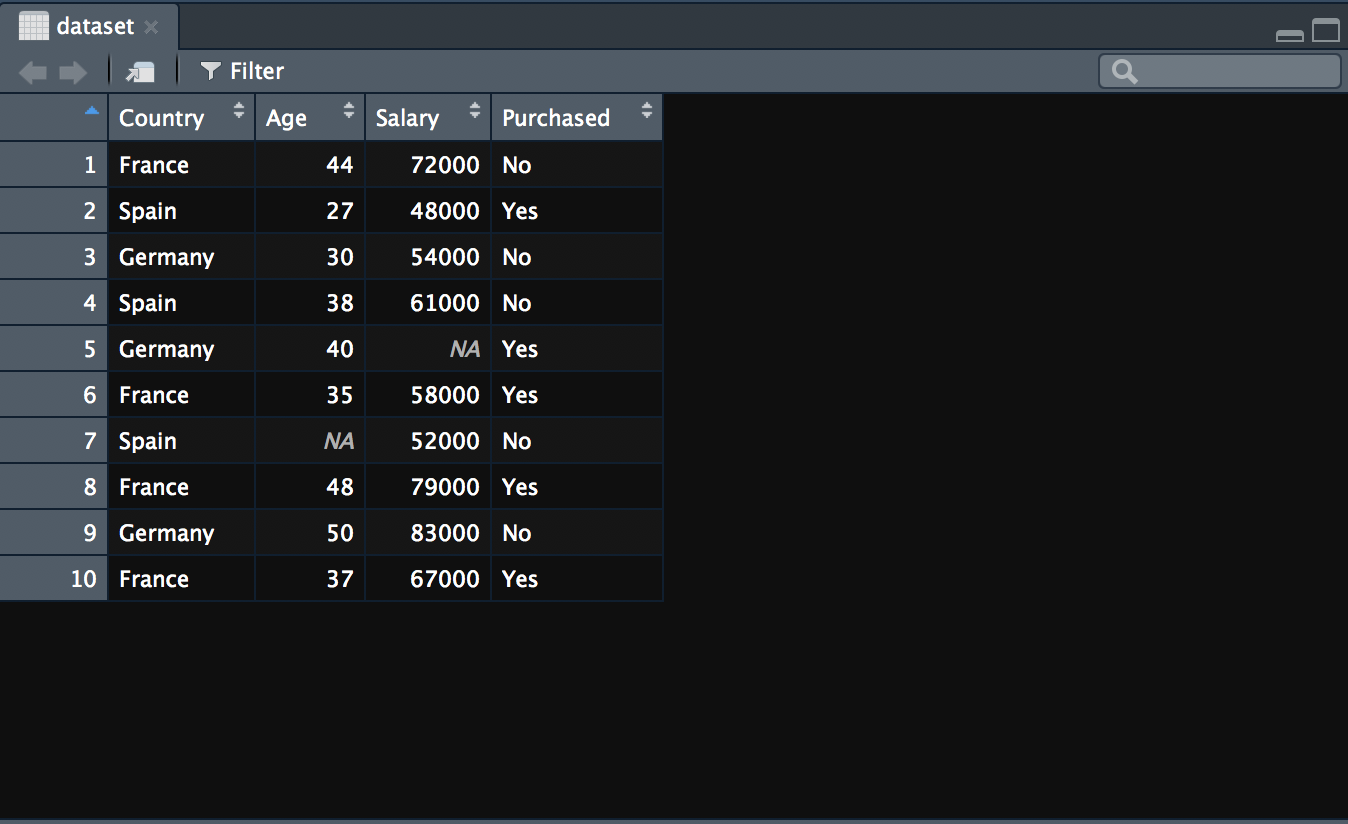 dataset
Filter
Country Age Salary Purchased
1 France 44 72000 No
2 Spain 27 48000 Yes
3 Germany 30 54000 No
4 Spain 38 61000 No
5 Germany 40 NA Yes
6 France 35 58000 Yes
7 Spain NA 52000 No
8 France 48 79000 Yes
9 Germany 50 83000 No
10 France 37 67000 Yes